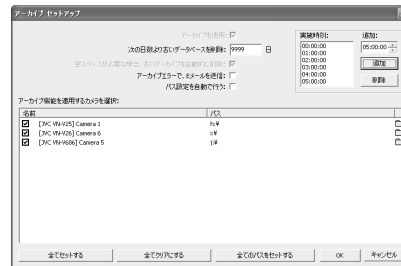 アーカイブ セットアップ
アーカイブを使用:
次の日数より古いデータベースを削除: 9999 日
空スペースが必要な場合、古いアーカイブを自動的に削除:
アーカイブエラーで、Eメールを送信:
パス設定を自動で行う:
実施時刻:
00:00:00
01:00:00
02:00:00
03:00:00
04:00:00
05:00:00
追加:
05:00:00
追加
削除
アーカイブ機能を適用するカメラを選択:
名前 パス
[JVC VN-V25] Camera 1 h:¥
[JVC VN-V26] Camera 6 i:¥
[JVC VN-V686] Camera 5 j:¥
全てセットする 全てクリアにする 全てのパスをセットする OK キャンセル